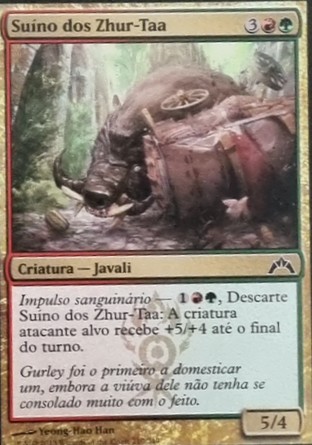 Suíno dos Zhur-Taa 3
Criatura — Javali
Impulso sanguinário — 1, Descarte
Suíno dos Zhur-Taa: A criatura
atacante alvo recebe +5/+4 até o final
do turno.
Gurley foi o primeiro a domesticar
um, embora a viúva dele não tenha se
consolado muito com o feito.
5/4
Yeong-Hao Han